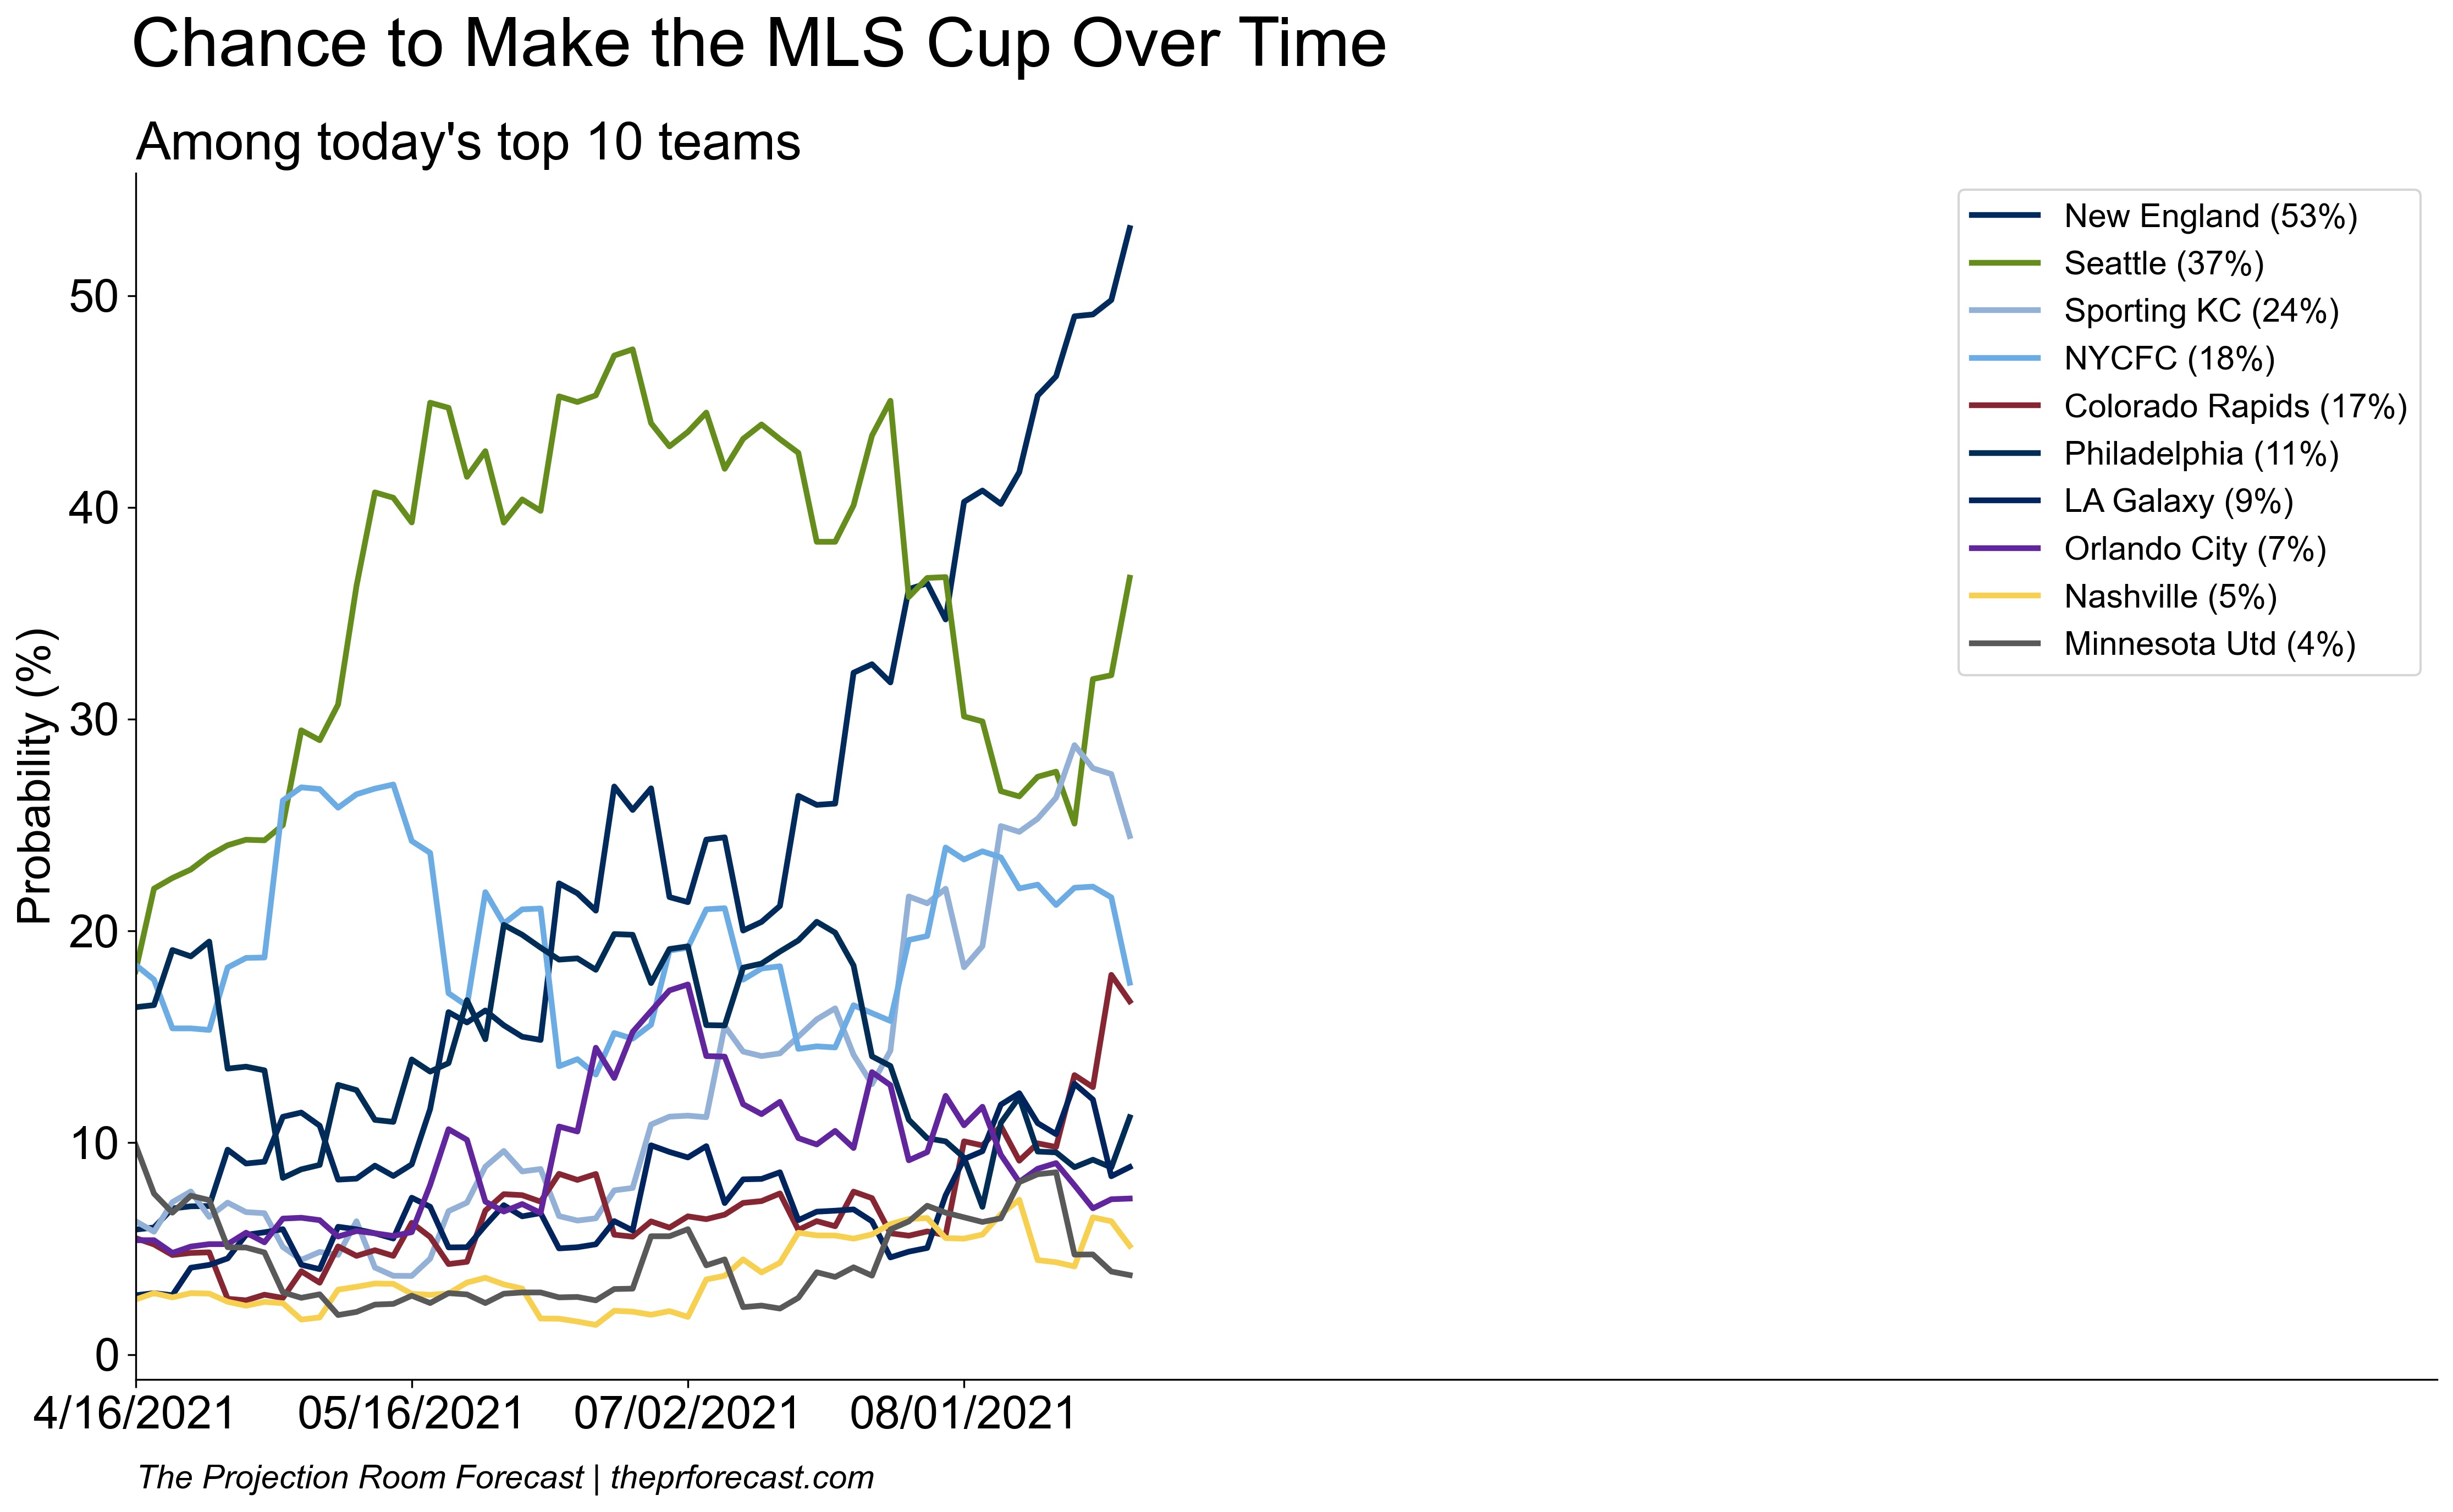 Chance to Make the MLS Cup Over Time
Among today's top 10 teams
New England (53%)
Seattle (37%)
Sporting KC (24%)
NYCFC (18%)
Colorado Rapids (17%)
Philadelphia (11%)
LA Galaxy (9%)
Orlando City (7%)
Nashville (5%)
Minnesota Utd (4%)
Probability (%)
50
40
30
20
10
0
4/16/2021 05/16/2021 07/02/2021 08/01/2021
The Projection Room Forecast | theprforecast.com